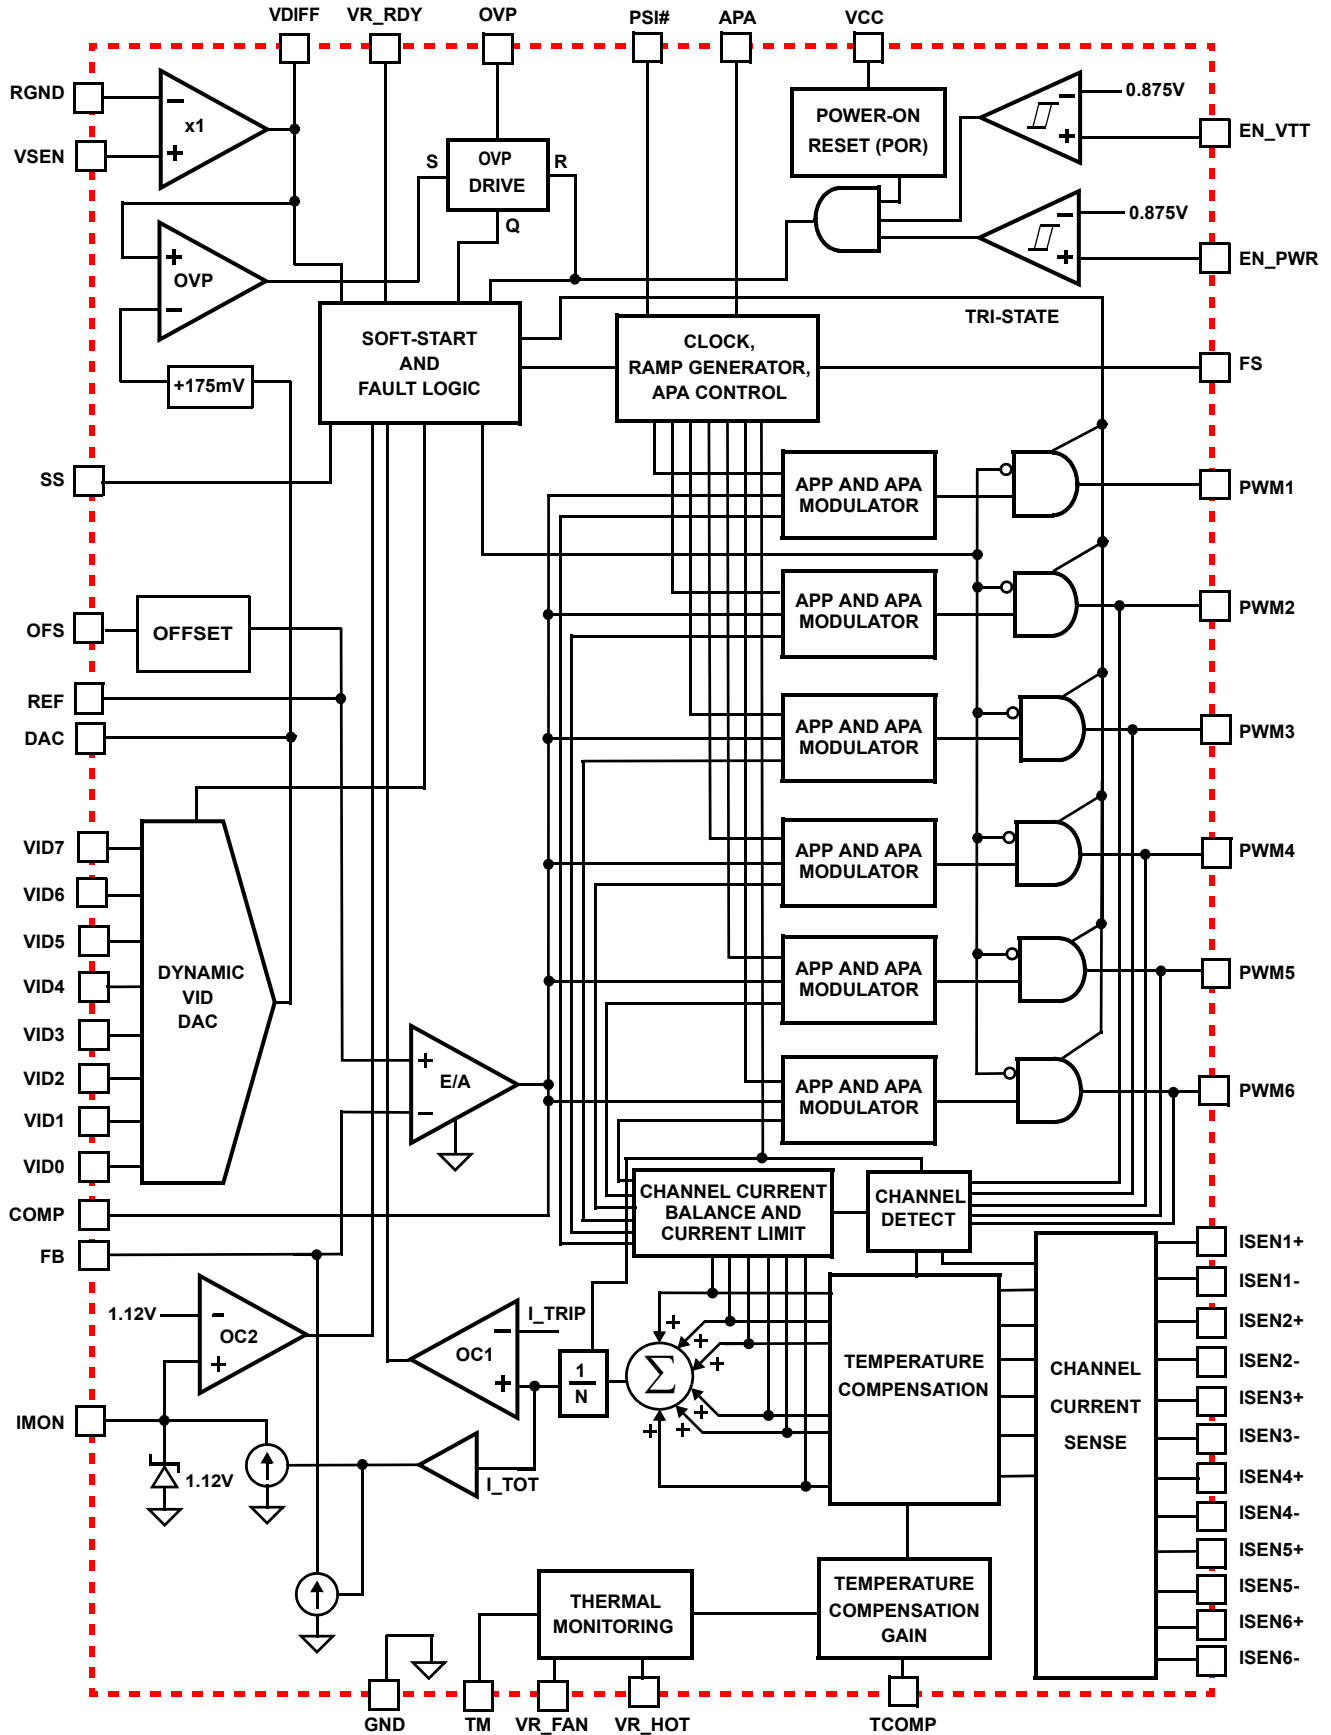 VDIFF
VR_RDY
OVP
PSI#
APA
VCC
RGND
VSEN
−
x1
+
S
OVP
DRIVE
R
Q
POWER-ON
RESET (POR)
−
+
0.875V
EN_VTT
−
+
0.875V
EN_PWR
+
OVP
−
+175mV
SOFT-START
AND
FAULT LOGIC
CLOCK,
RAMP GENERATOR,
APA CONTROL
TRI-STATE
FS
SS
APP AND APA
MODULATOR
PWM1
APP AND APA
MODULATOR
PWM2
OFS
OFFSET
REF
DAC
APP AND APA
MODULATOR
PWM3
APP AND APA
MODULATOR
PWM4
APP AND APA
MODULATOR
PWM5
APP AND APA
MODULATOR
PWM6
VID7
VID6
VID5
VID4
VID3
VID2
VID1
VID0
DYNAMIC
VID
DAC
+
E/A
−
COMP
FB
CHANNEL CURRENT
BALANCE AND
CURRENT LIMIT
CHANNEL
DETECT
1.12V
−
OC2
+
I_TRIP
−
OC1
+
1
N
Σ
+
+
+
+
+
+
TEMPERATURE
COMPENSATION
CHANNEL
CURRENT
SENSE
ISEN1+
ISEN1-
ISEN2+
ISEN2-
ISEN3+
ISEN3-
ISEN4+
ISEN4-
ISEN5+
ISEN5-
ISEN6+
ISEN6-
IMON
1.12V
I_TOT
THERMAL
MONITORING
TEMPERATURE
COMPENSATION
GAIN
GND
TM
VR_FAN
VR_HOT
TCOMP